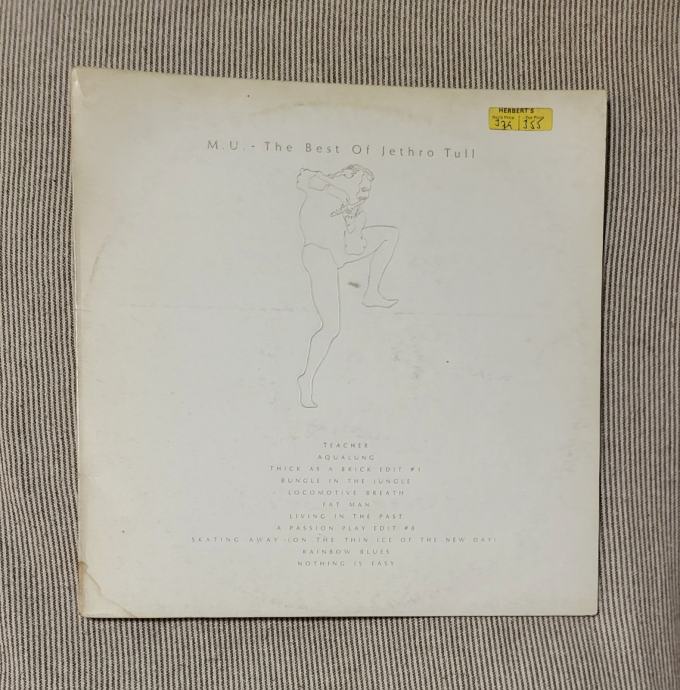 HERBERT'S
M.U. - The Best Of Jethro Tull
TEACHER
AQUALUNG
THICK AS A BRICK EDIT #1
BUNGLE IN THE JUNGLE
LOCOMOTIVE BREATH
FAT MAN
LIVING IN THE PAST
A PASSION PLAY EDIT #8
SKATING AWAY (ON THE THIN ICE OF THE NEW DAY)
RAINBOW BLUES
NOTHING IS EASY